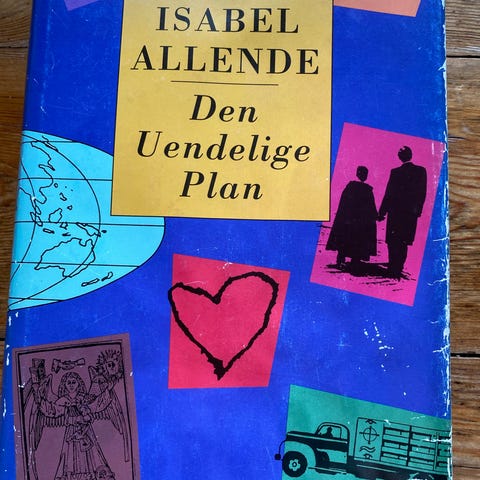 ISABEL
ALLENDE
Den
Uendelige
Plan